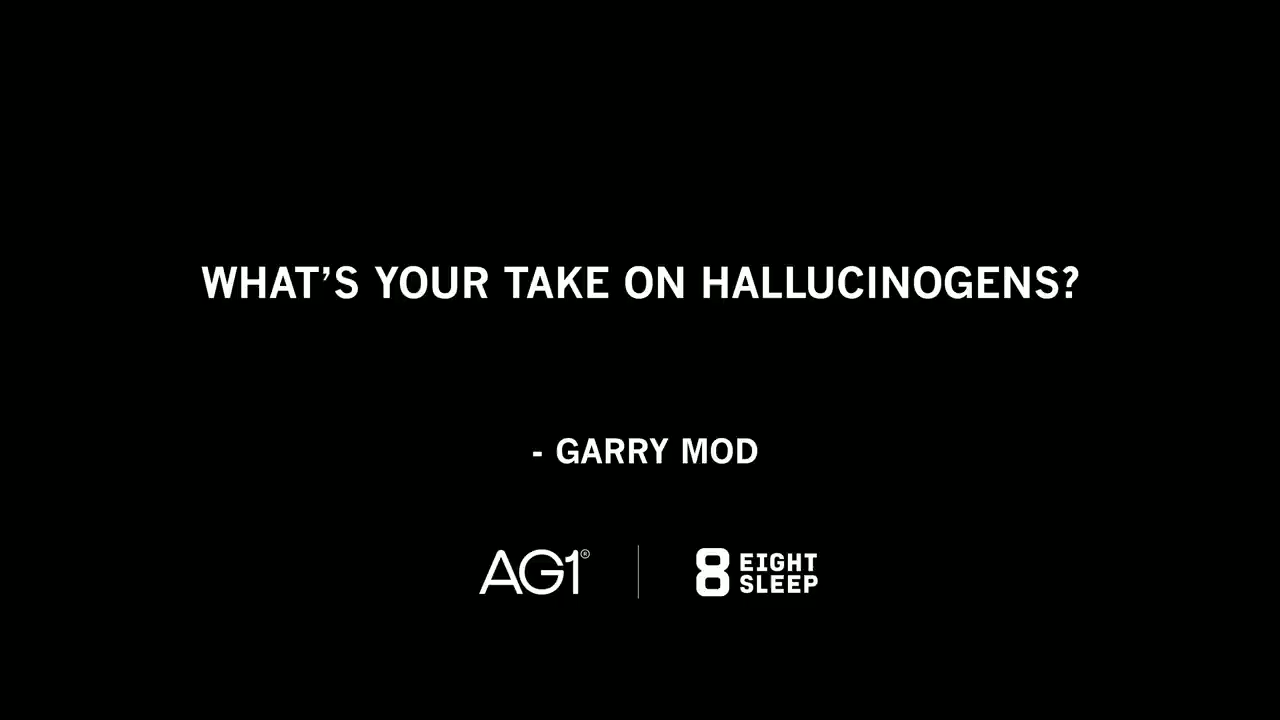 WHAT’S YOUR TAKE ON HALLUCINOGENS?
- GARRY MOD
AG1®
8 EIGHT
SLEEP